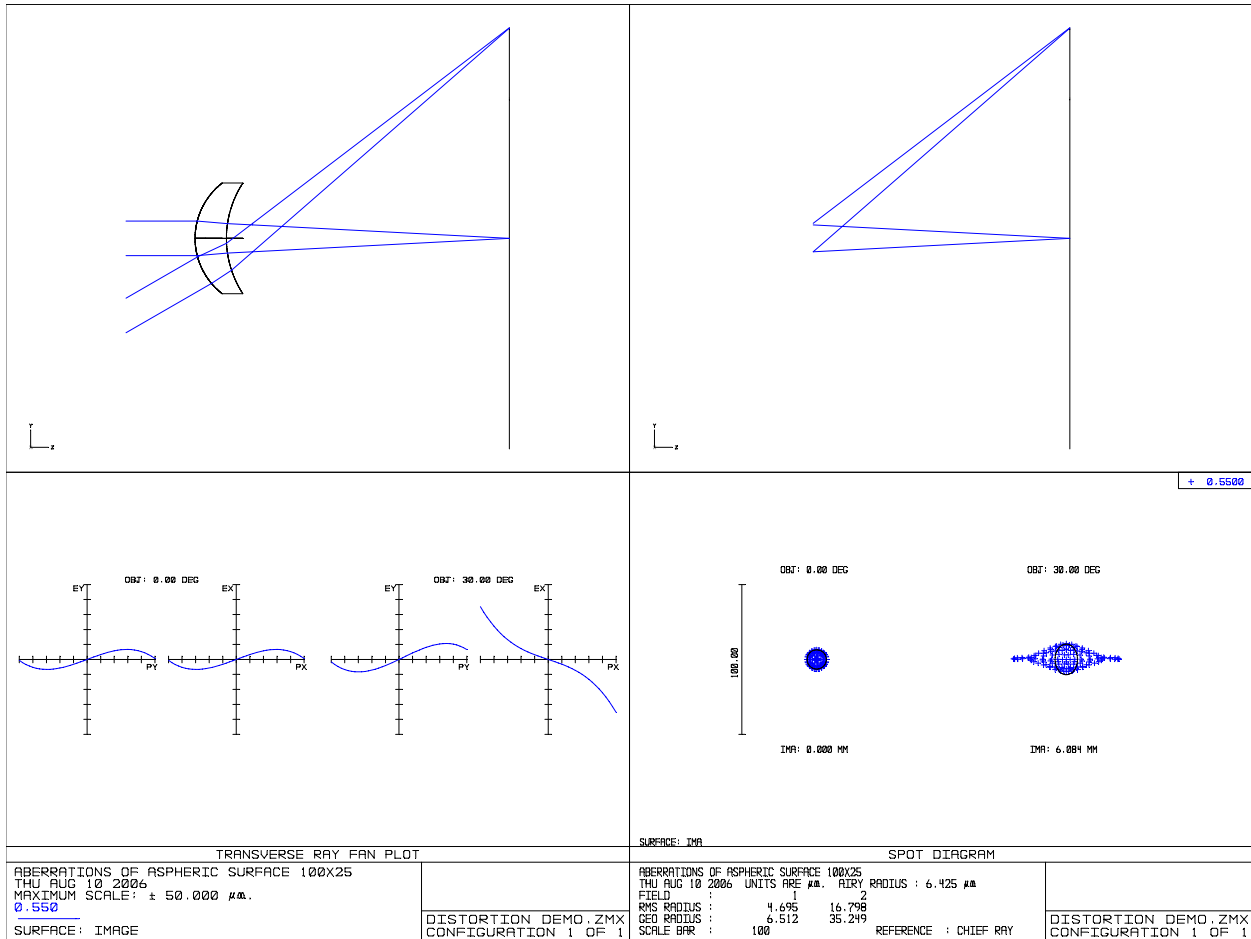 Y
Z
Y
Z
+ 0.5500
OBJ: 0.00 DEG
EY
EX
PY
PX
OBJ: 30.00 DEG
EY
EX
PY
PX
OBJ: 0.00 DEG
OBJ: 30.00 DEG
100.00
IMA: 0.000 MM
IMA: 6.084 MM
SURFACE: IMA
TRANSVERSE RAY FAN PLOT
ABERRATIONS OF ASPHERIC SURFACE 100X25
THU AUG 10 2006
MAXIMUM SCALE: ± 50.000 µm.
0.550
SURFACE: IMAGE
DISTORTION DEMO.ZMX
CONFIGURATION 1 OF 1
SPOT DIAGRAM
ABERRATIONS OF ASPHERIC SURFACE 100X25
THU AUG 10 2006 UNITS ARE µm. AIRY RADIUS : 6.425 µm
FIELD : 1 2
RMS RADIUS : 4.695 16.798
GEO RADIUS : 6.512 35.249
SCALE BAR : 100 REFERENCE : CHIEF RAY
DISTORTION DEMO.ZMX
CONFIGURATION 1 OF 1